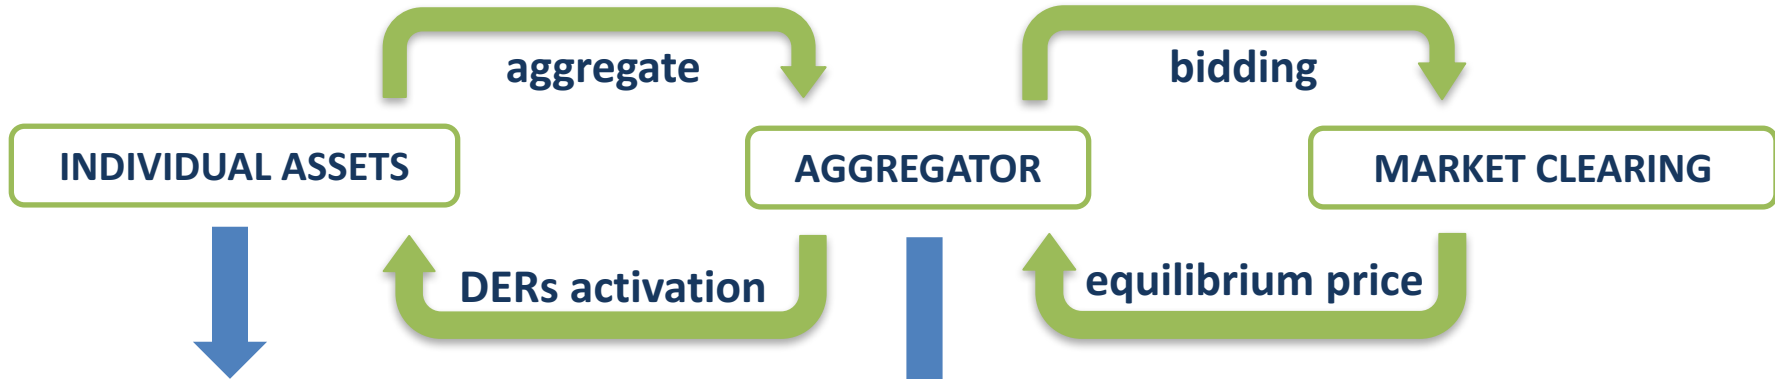 aggregate
bidding
INDIVIDUAL ASSETS
AGGREGATOR
MARKET CLEARING
DERs activation
equilibrium price